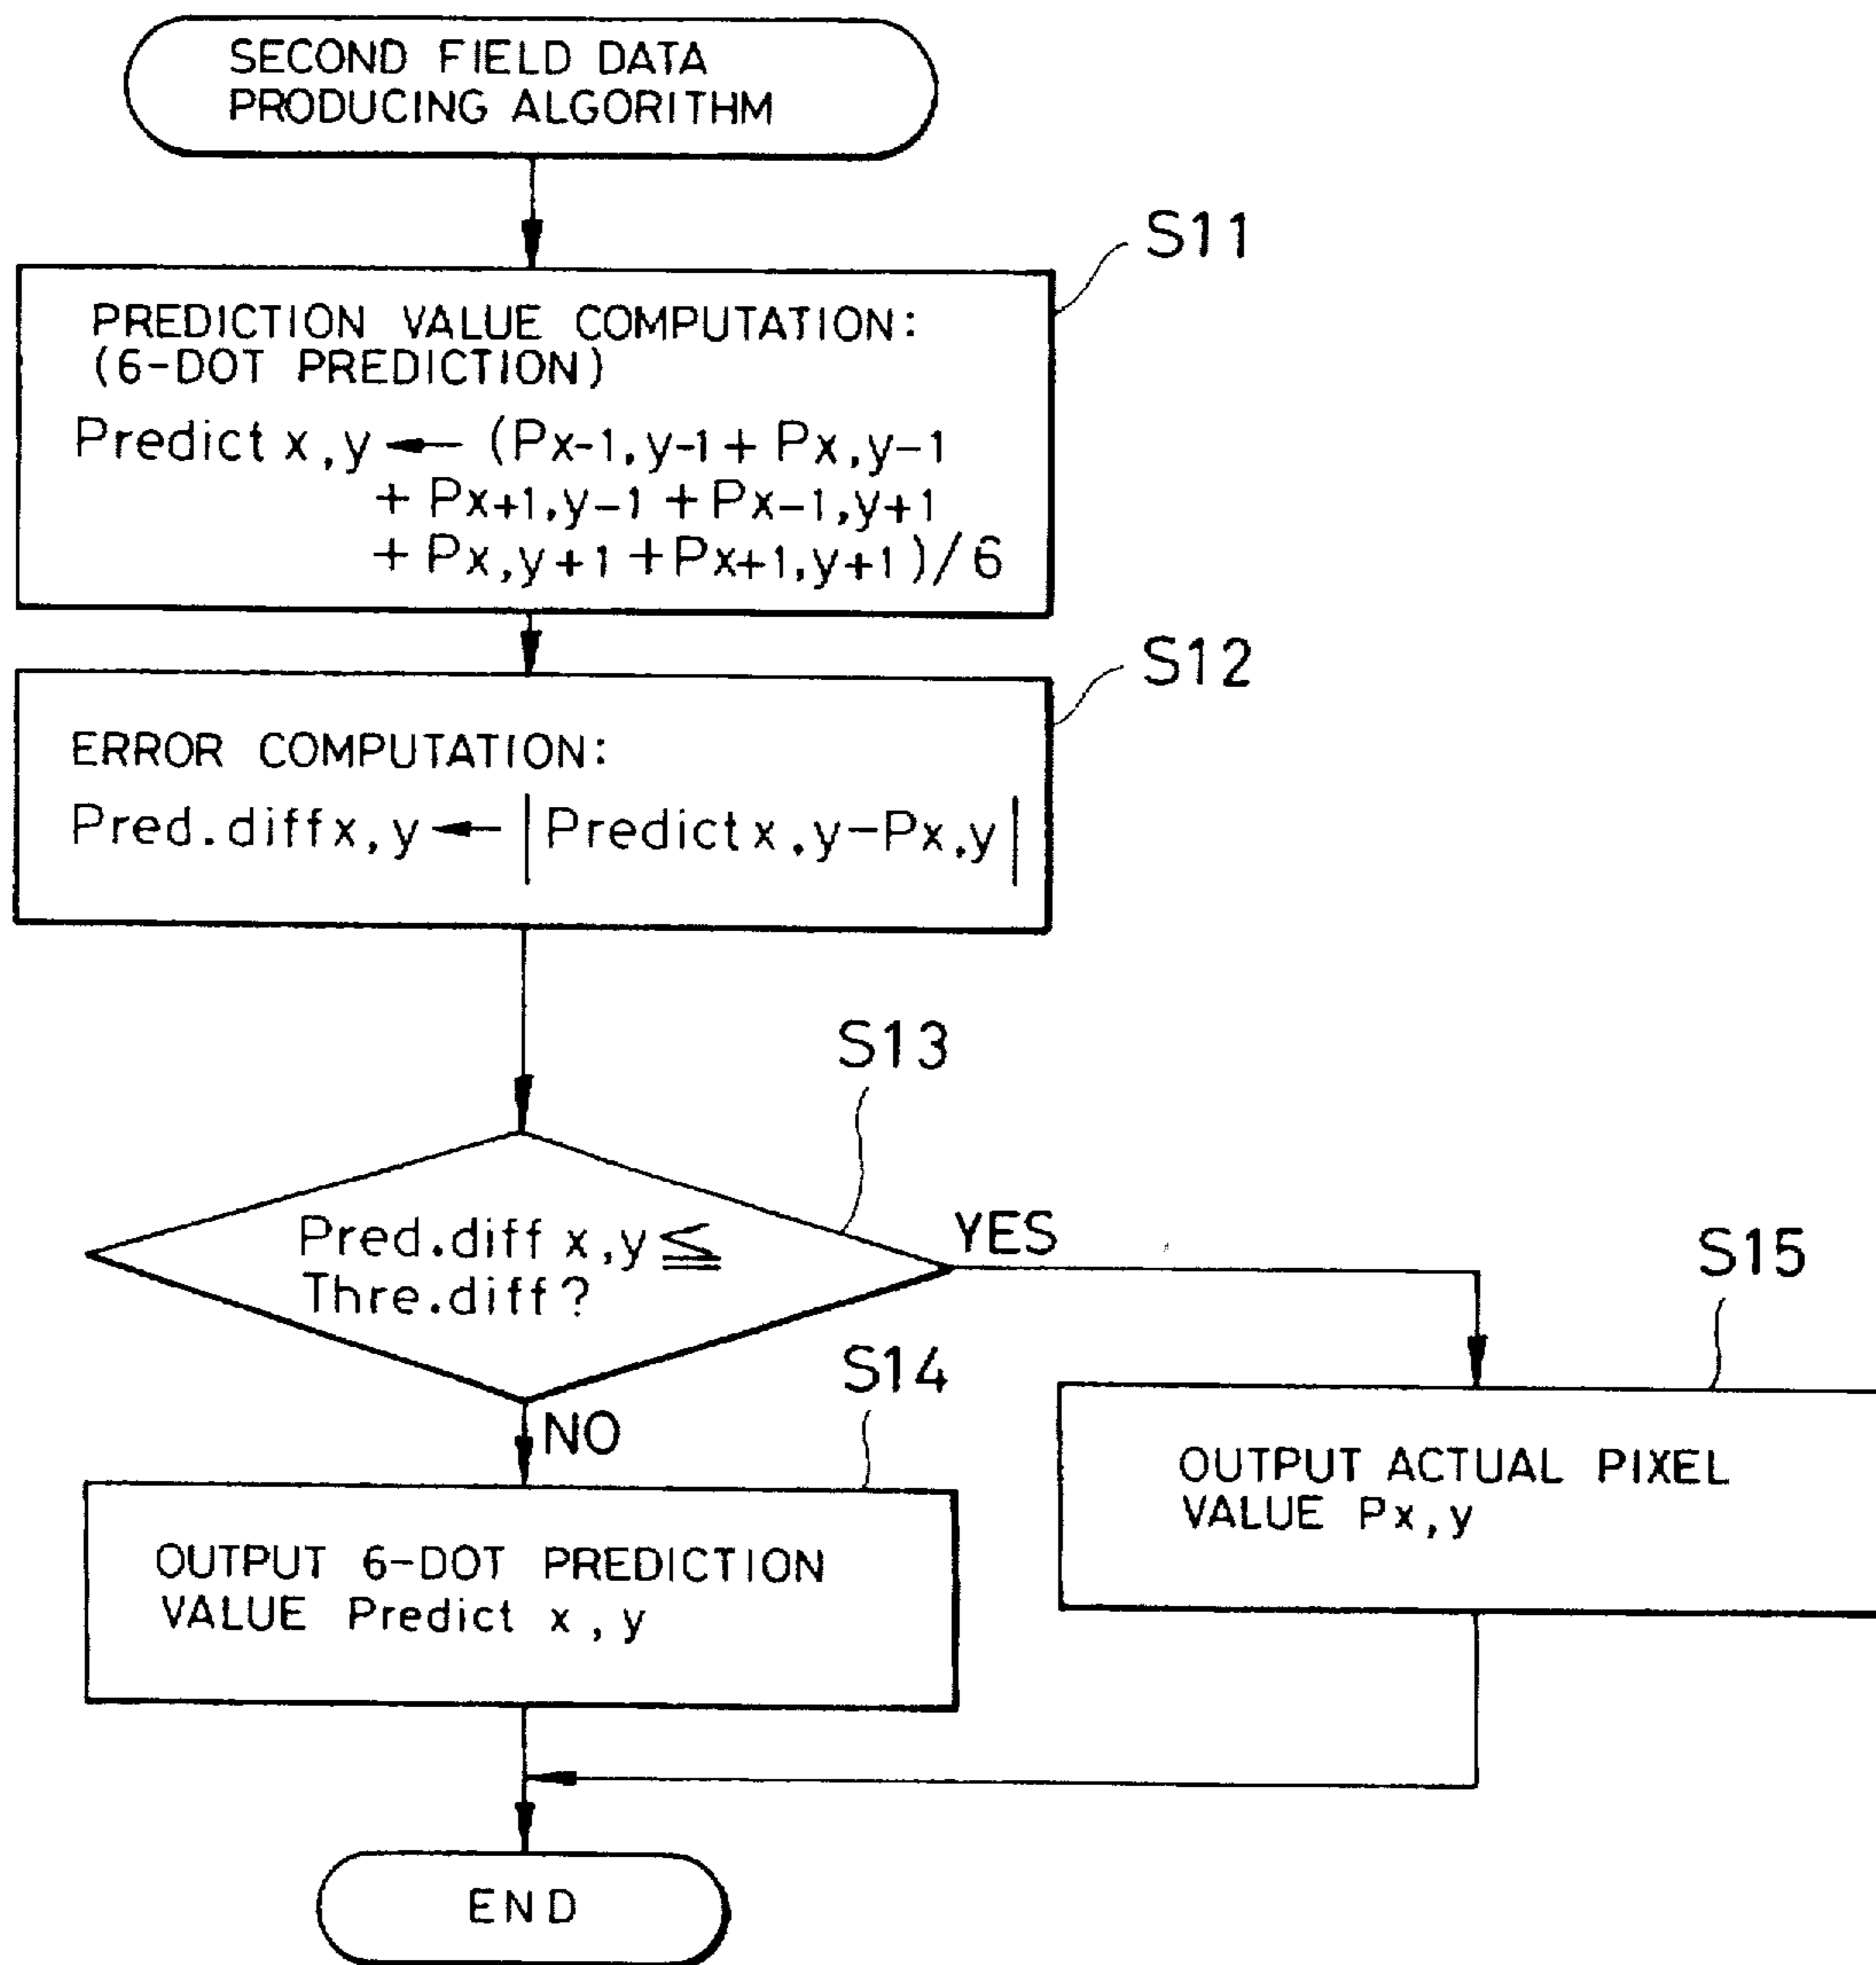 SECOND FIELD DATA
PRODUCING ALGORITHM
S11
PREDICTION VALUE COMPUTATION:
(6-DOT PREDICTION)
Predict x,y ← (Px-1,y-1 + Px,y-1
+ Px+1,y-1 + Px-1,y+1
+ Px,y+1 + Px+1,y+1)/6
S12
ERROR COMPUTATION:
Pred.diff x,y ← |Predict x,y-Px,y|
S13
Pred.diff x,y ≦
Thre.diff?
YES
S15
S14
NO
OUTPUT ACTUAL PIXEL
VALUE Px,y
OUTPUT 6-DOT PREDICTION
VALUE Predict x,y
END